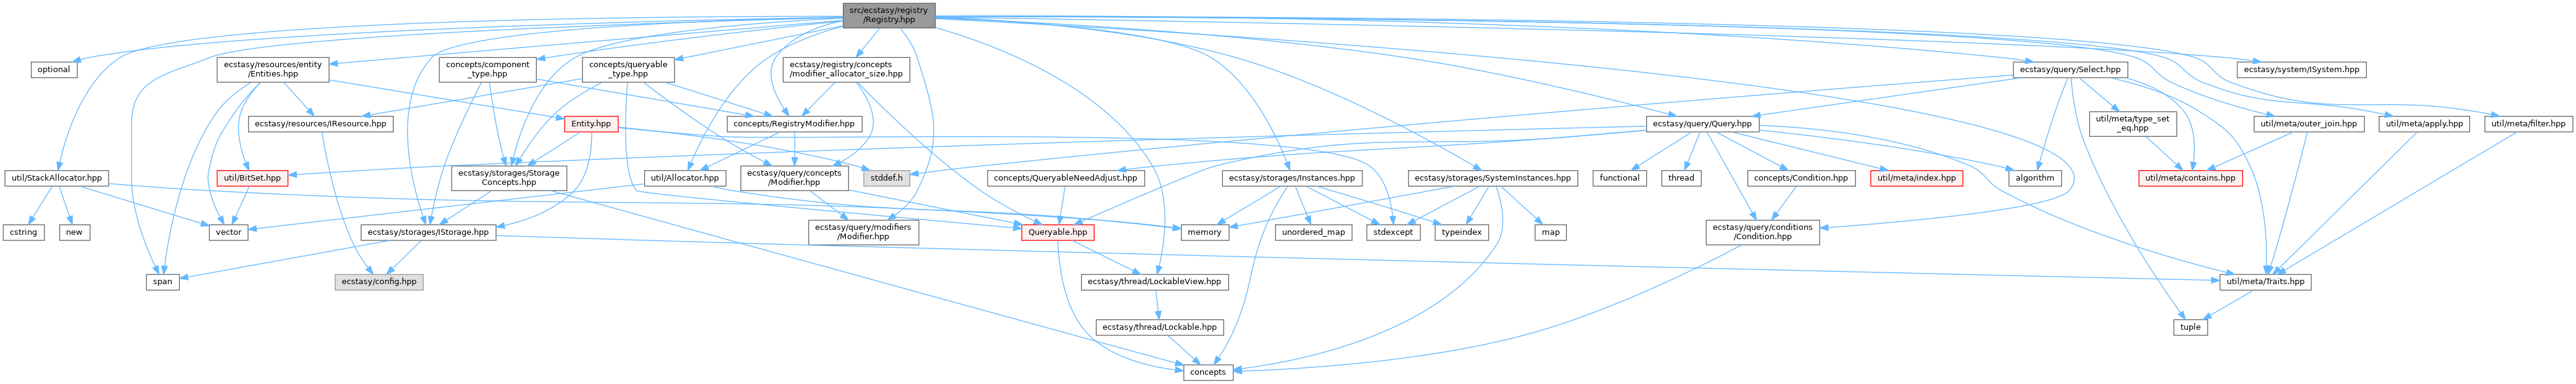 src/ecstasy/registry
/Registry.hpp
optional
ecstasy/resources/entity
/Entities.hpp
concepts/component
_type.hpp
concepts/queryable
_type.hpp
ecstasy/registry/concepts
/modifier_allocator_size.hpp
ecstasy/query/Select.hpp
ecstasy/system/ISystem.hpp
ecstasy/resources/IResource.hpp
Entity.hpp
concepts/RegistryModifier.hpp
ecstasy/query/Query.hpp
util/meta/type_set
_eq.hpp
util/meta/outer_join.hpp
util/meta/apply.hpp
util/meta/filter.hpp
util/StackAllocator.hpp
util/BitSet.hpp
ecstasy/storages/Storage
Concepts.hpp
util/Allocator.hpp
ecstasy/query/concepts
/Modifier.hpp
stddef.h
concepts/QueryableNeedAdjust.hpp
ecstasy/storages/Instances.hpp
ecstasy/storages/SystemInstances.hpp
functional
thread
concepts/Condition.hpp
util/meta/index.hpp
algorithm
util/meta/contains.hpp
cstring
new
vector
ecstasy/storages/IStorage.hpp
ecstasy/query/modifiers
/Modifier.hpp
Queryable.hpp
memory
unordered_map
stdexcept
typeindex
map
ecstasy/query/conditions
/Condition.hpp
span
ecstasy/config.hpp
ecstasy/thread/LockableView.hpp
util/meta/Traits.hpp
ecstasy/thread/Lockable.hpp
tuple
concepts